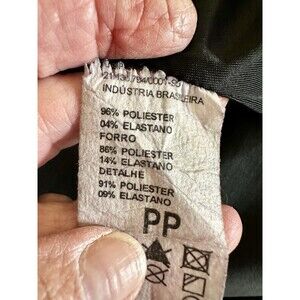 INDÚSTRIA BRASILEIRA
96% POLIESTER
04% ELASTANO
FORRO
86% POLIESTER
14% ELASTANO
DETALHE
91% POLIESTER
09% ELASTANO
PP